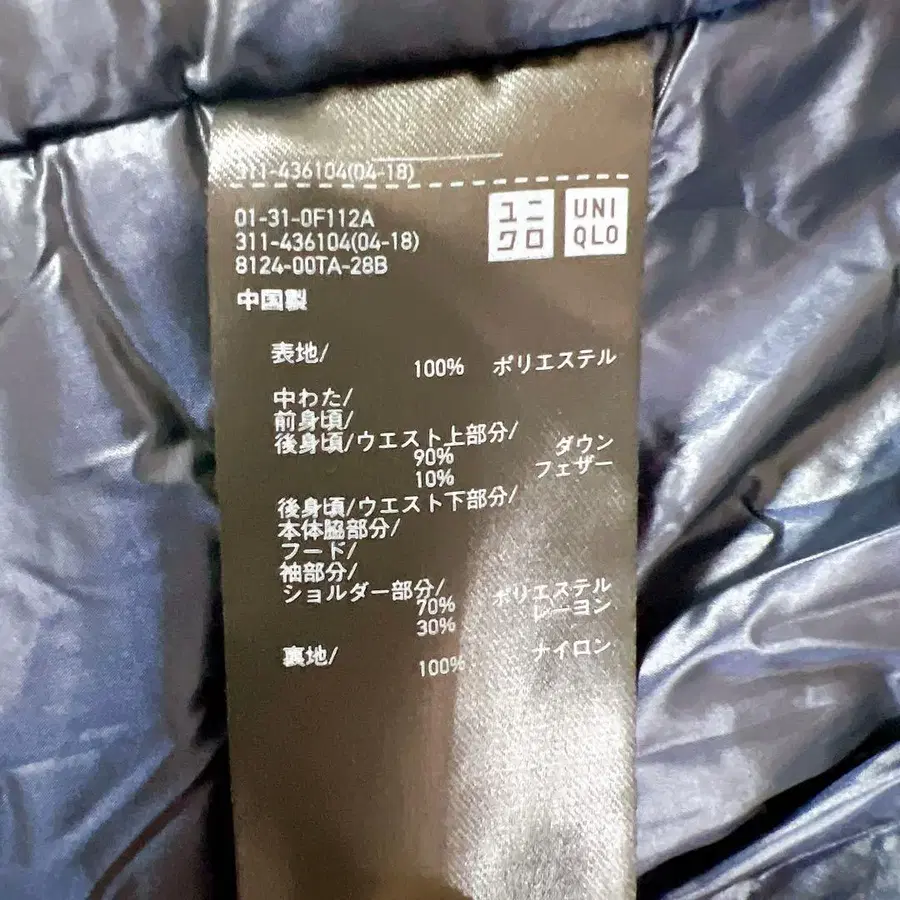 311-436104(04-18)
01-31-0F112A
311-436104(04-18)
8124-00TA-28B
ユニクロ
UNIQLO
中国製
表地/
100% ポリエステル
中わた/
前身頃/
後身頃/ウエスト上部分/
90% ダウン
10% フェザー
後身頃/ウエスト下部分/
本体脇部分/
フード/
袖部分/
ショルダー部分/
70% ポリエステル
30% レーヨン
裏地/
100% ナイロン